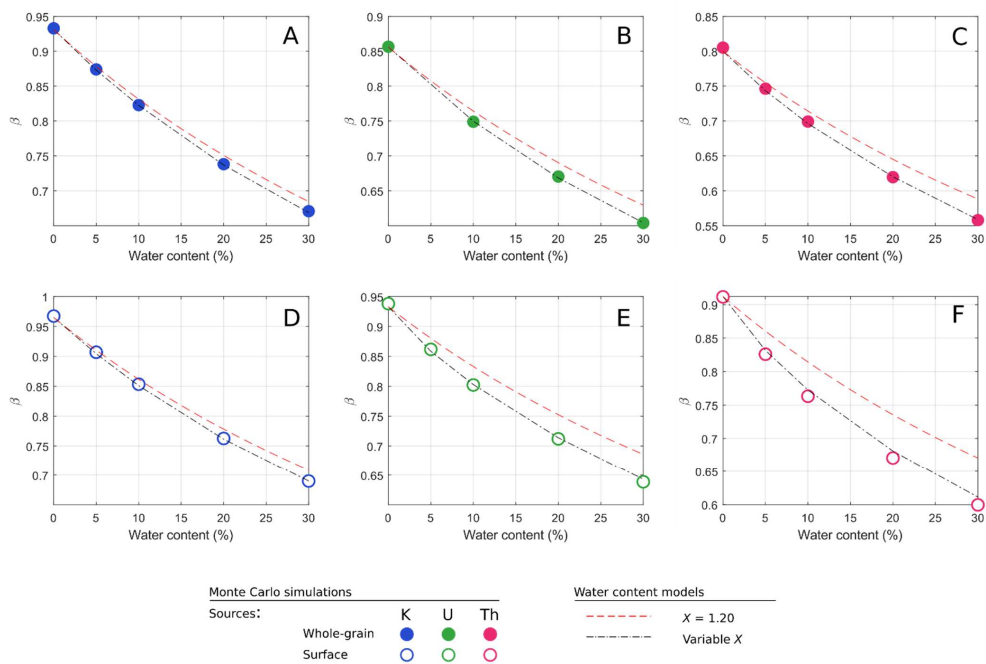 A
0.95
0.9
0.85
0.8
0.75
0.7
β
0 5 10 15 20 25 30
Water content (%)
B
0.9
0.85
0.8
0.75
0.7
0.65
β
0 5 10 15 20 25 30
Water content (%)
C
0.85
0.8
0.75
0.7
0.65
0.6
0.55
β
0 5 10 15 20 25 30
Water content (%)
D
1
0.95
0.9
0.85
0.8
0.75
0.7
β
0 5 10 15 20 25 30
Water content (%)
E
0.95
0.9
0.85
0.8
0.75
0.7
0.65
β
0 5 10 15 20 25 30
Water content (%)
F
0.9
0.85
0.8
0.75
0.7
0.65
0.6
β
0 5 10 15 20 25 30
Water content (%)
Monte Carlo simulations
Sources: K U Th
Whole-grain
Surface
Water content models
X = 1.20
Variable X